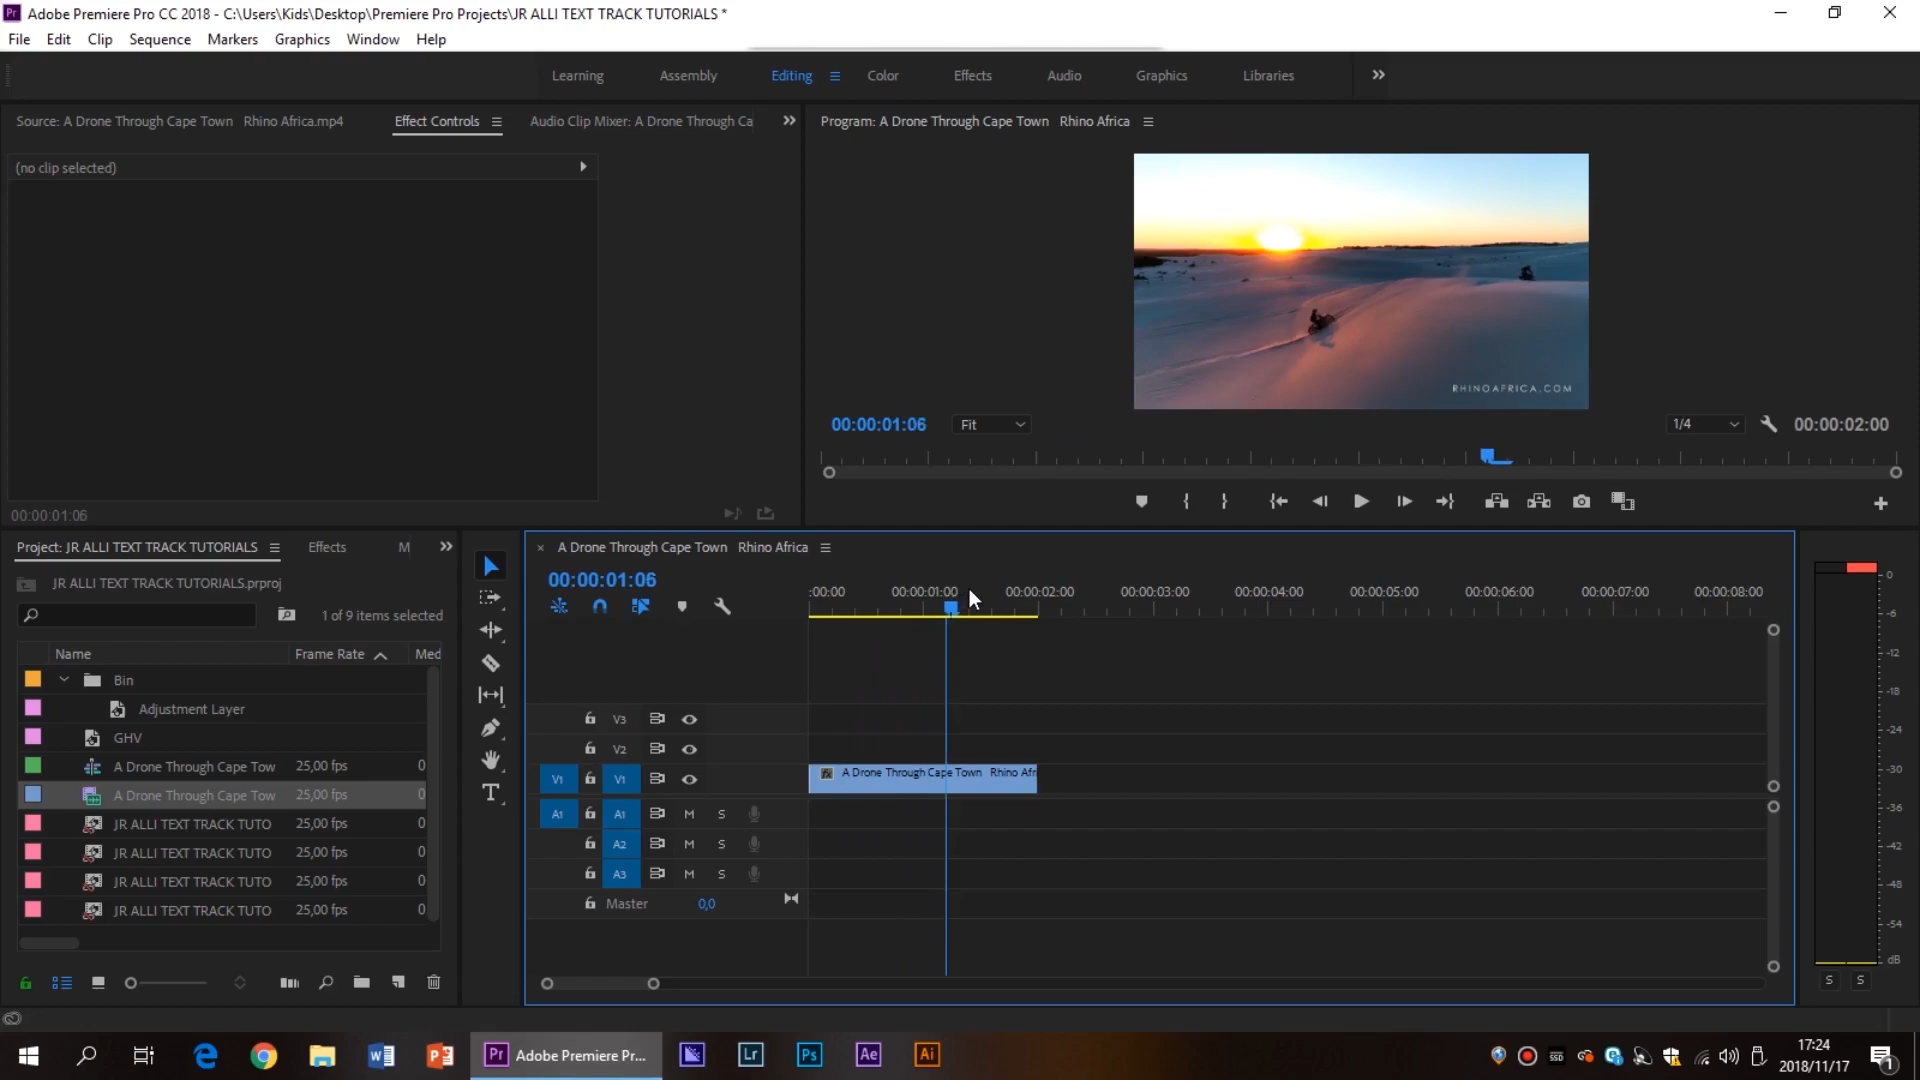 Adobe Premiere Pro CC 2018 - C:\Users\Kids\Desktop\Premiere Pro Projects\JR ALLI TEXT TRACK TUTORIALS *
File Edit Clip Sequence Markers Graphics Window Help
Learning Assembly Editing Color Effects Audio Graphics Libraries
Source: A Drone Through Cape Town Rhino Africa.mp4 Effect Controls Audio Clip Mixer: A Drone Through Ca
Program: A Drone Through Cape Town Rhino Africa
(no clip selected)
RHINOAFRICA.COM
00:00:01:06 Fit 1/4 00:00:02:00
00:00:01:06
Project: JR ALLI TEXT TRACK TUTORIALS Effects M
JR ALLI TEXT TRACK TUTORIALS.prproj
1 of 9 items selected
Name Frame Rate Med
Bin
Adjustment Layer
GHV
A Drone Through Cape Tow 25,00 fps 0
A Drone Through Cape Tow 25,00 fps 0
JR ALLI TEXT TRACK TUTO 25,00 fps 0
JR ALLI TEXT TRACK TUTO 25,00 fps 0
JR ALLI TEXT TRACK TUTO 25,00 fps 0
JR ALLI TEXT TRACK TUTO 25,00 fps 0
T
× A Drone Through Cape Town Rhino Africa
00:00:01:06
:00:00 00:00:01:00 00:00:02:00 00:00:03:00 00:00:04:00 00:00:05:00 00:00:06:00 00:00:07:00 00:00:08:00
V3
V2
V1 V1 fx A Drone Through Cape Town Rhino Afri
A1 A1 M S
A2 M S
A3 M S
Master 0,0
0
-6
-12
-18
-24
-30
-36
-42
-48
-54
dB
S S
Pr Adobe Premiere Pr... Lr Ps Ae Ai
SSD
17:24
2018/11/17
1